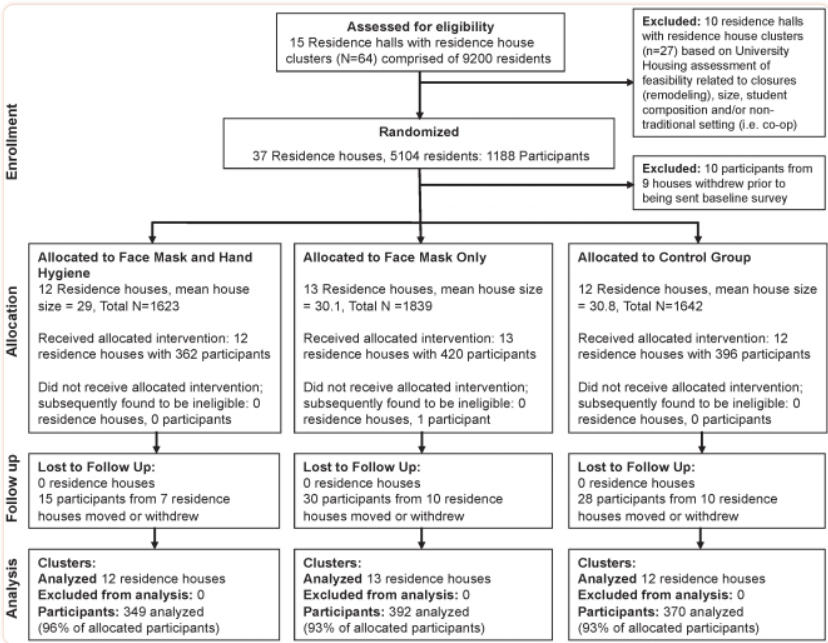 Assessed for eligibility
15 Residence halls with residence house
clusters (N=64) comprised of 9200 residents
Excluded: 10 residence halls
with residence house clusters
(n=27) based on University
Housing assessment of
feasibility related to closures
(remodeling), size, student
composition and/or non-
traditional setting (i.e. co-op)
Enrollment
Randomized
37 Residence houses, 5104 residents: 1188 Participants
Excluded: 10 participants from
9 houses withdrew prior to
being sent baseline survey
Allocation
Allocated to Face Mask and Hand
Hygiene
12 Residence houses, mean house
size = 29, Total N=1623
Received allocated intervention: 12
residence houses with 362 participants
Did not receive allocated intervention;
subsequently found to be ineligible: 0
residence houses, 0 participants
Allocated to Face Mask Only
13 Residence houses, mean house size
= 30.1, Total N =1839
Received allocated intervention: 13
residence houses with 420 participants
Did not receive allocated intervention;
subsequently found to be ineligible: 0
residence houses, 1 participant
Allocated to Control Group
12 Residence houses, mean house size
= 30.8, Total N=1642
Received allocated intervention: 12
residence houses with 396 participants
Did not receive allocated intervention;
subsequently found to be ineligible: 0
residence houses, 0 participants
Follow up
Lost to Follow Up:
0 residence houses
15 participants from 7 residence
houses moved or withdrew
Lost to Follow Up:
0 residence houses
30 participants from 10 residence
houses moved or withdrew
Lost to Follow Up:
0 residence houses
28 participants from 10 residence
houses moved or withdrew
Analysis
Clusters:
Analyzed 12 residence houses
Excluded from analysis: 0
Participants: 349 analyzed
(96% of allocated participants)
Clusters:
Analyzed 13 residence houses
Excluded from analysis: 0
Participants: 392 analyzed
(93% of allocated participants)
Clusters:
Analyzed 12 residence houses
Excluded from analysis: 0
Participants: 370 analyzed
(93% of allocated participants)